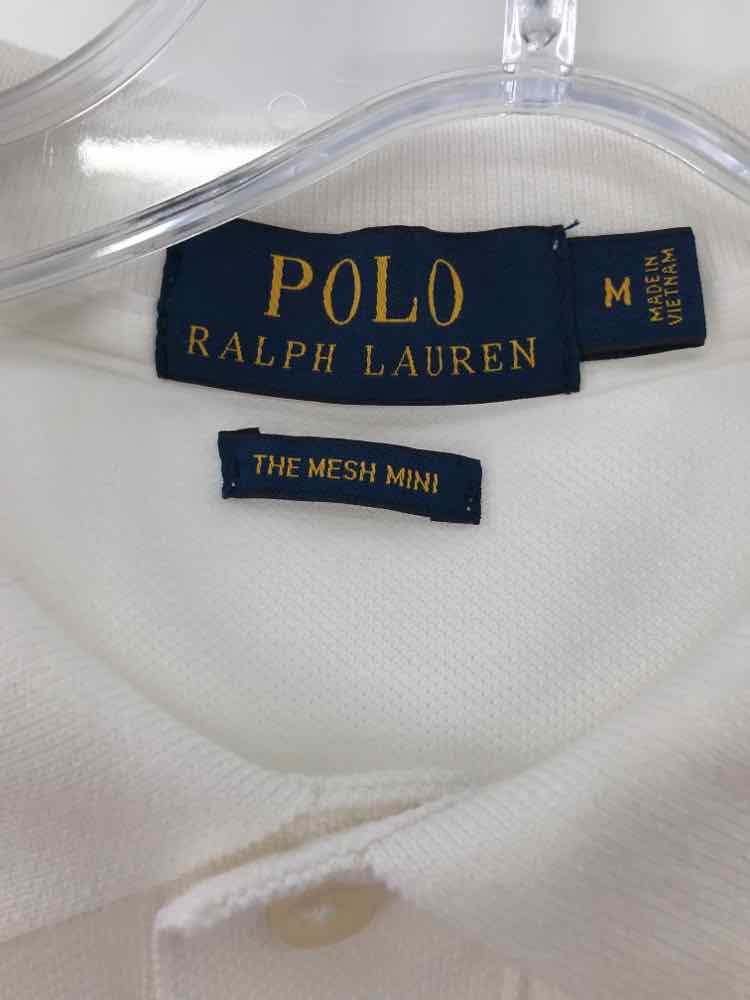 POLO
RALPH LAUREN
M
MADE IN
VIETNAM
THE MESH MINI